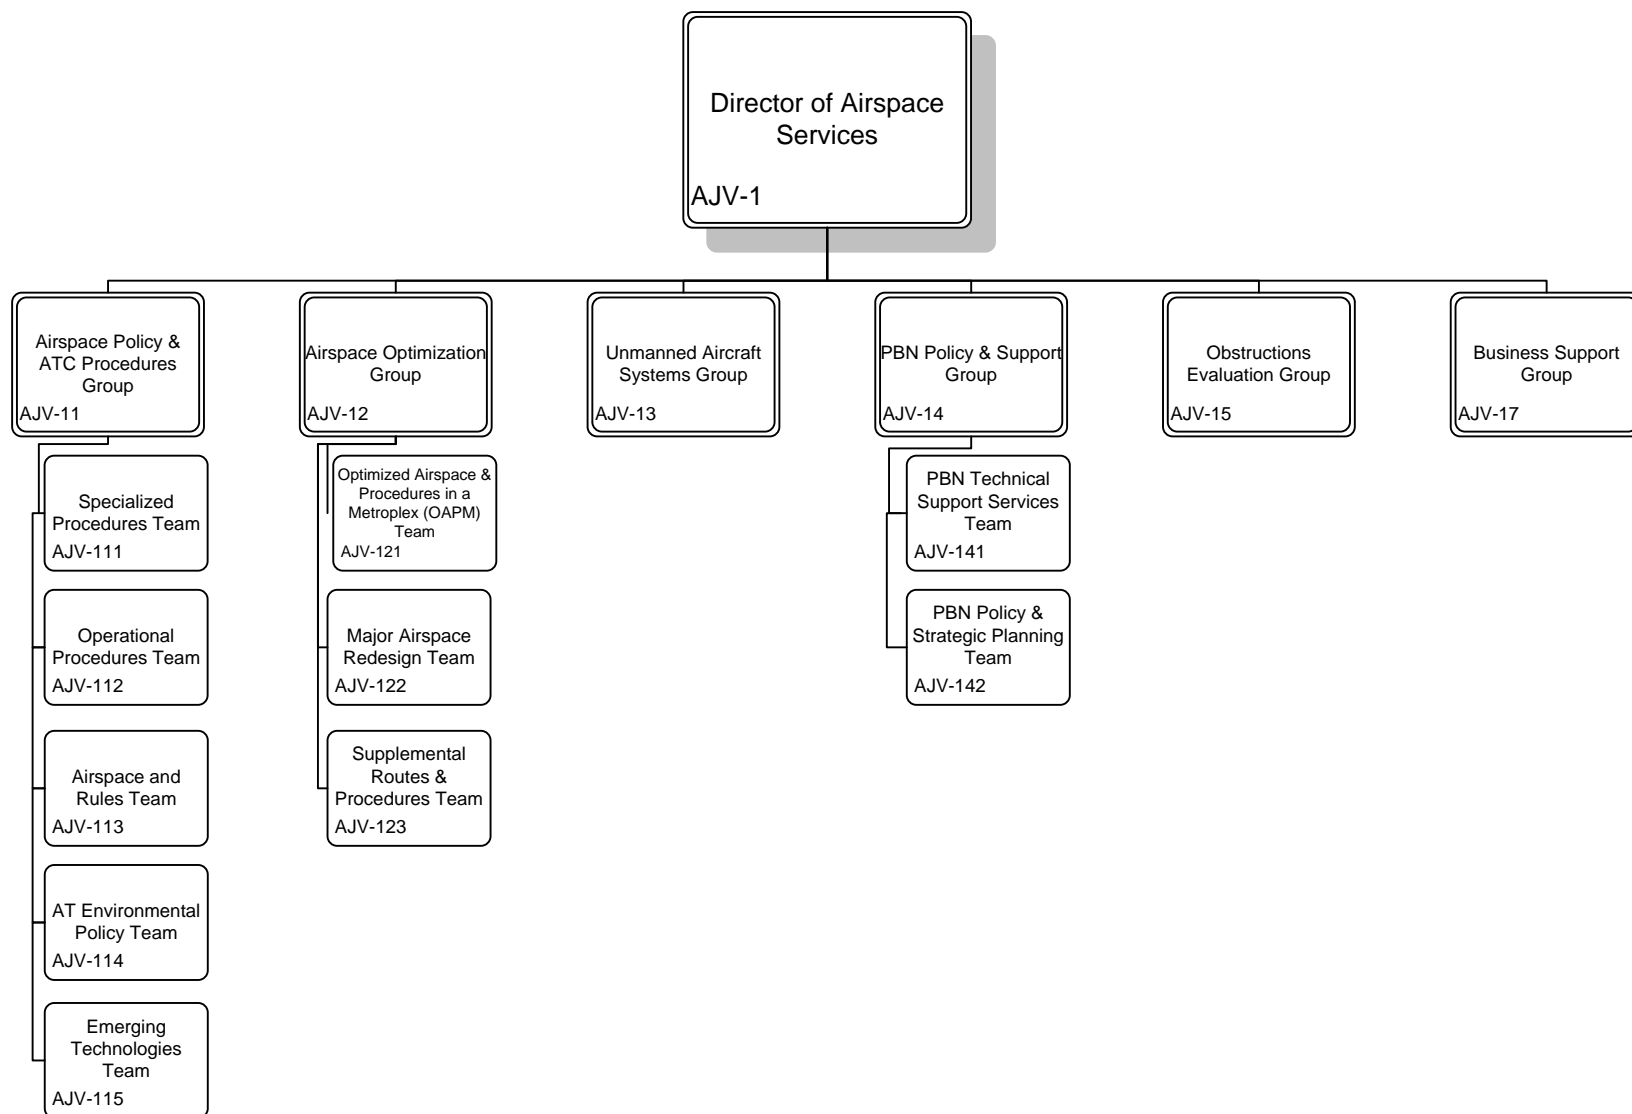 Director of Airspace
Services
AJV-1
Airspace Policy &
ATC Procedures
Group
AJV-11
Airspace Optimization
Group
AJV-12
Unmanned Aircraft
Systems Group
AJV-13
PBN Policy & Support
Group
AJV-14
Obstructions
Evaluation Group
AJV-15
Business Support
Group
AJV-17
Specialized
Procedures Team
AJV-111
Operational
Procedures Team
AJV-112
Airspace and
Rules Team
AJV-113
AT Environmental
Policy Team
AJV-114
Emerging
Technologies
Team
AJV-115
Optimized Airspace &
Procedures in a
Metroplex (OAPM)
Team
AJV-121
Major Airspace
Redesign Team
AJV-122
Supplemental
Routes &
Procedures Team
AJV-123
PBN Technical
Support Services
Team
AJV-141
PBN Policy &
Strategic Planning
Team
AJV-142